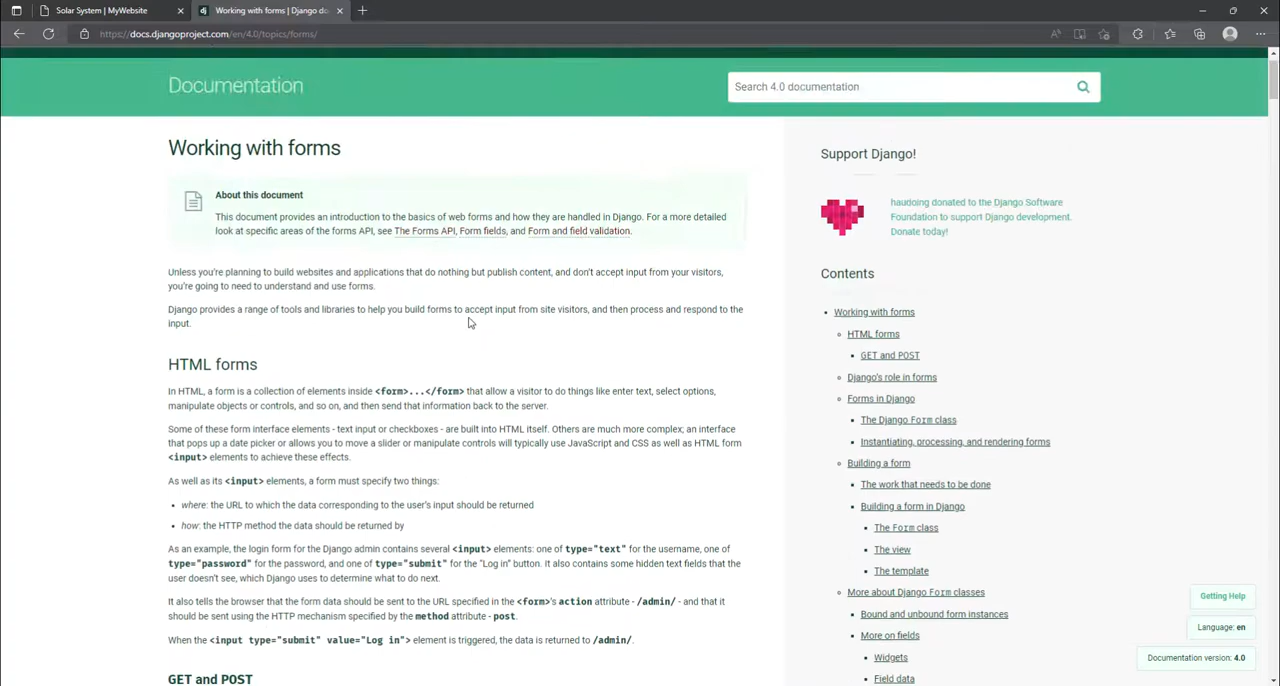 Solar System | MyWebsite
dj Working with forms | Django do
https://docs.djangoproject.com/en/4.0/topics/forms/
Documentation
Search 4.0 documentation
Working with forms
About this document
This document provides an introduction to the basics of web forms and how they are handled in Django. For a more detailed
look at specific areas of the forms API, see The Forms API, Form fields, and Form and field validation.
Unless you're planning to build websites and applications that do nothing but publish content, and don't accept input from your visitors,
you're going to need to understand and use forms.
Django provides a range of tools and libraries to help you build forms to accept input from site visitors, and then process and respond to the
input.
HTML forms
In HTML, a form is a collection of elements inside <form>...</form> that allow a visitor to do things like enter text, select options,
manipulate objects or controls, and so on, and then send that information back to the server.
Some of these form interface elements - text input or checkboxes - are built into HTML itself. Others are much more complex; an interface
that pops up a date picker or allows you to move a slider or manipulate controls will typically use JavaScript and CSS as well as HTML form
<input> elements to achieve these effects.
As well as its <input> elements, a form must specify two things:
• where: the URL to which the data corresponding to the user's input should be returned
• how: the HTTP method the data should be returned by
As an example, the login form for the Django admin contains several <input> elements: one of type="text" for the username, one of
type="password" for the password, and one of type="submit" for the "Log in" button. It also contains some hidden text fields that the
user doesn't see, which Django uses to determine what to do next.
It also tells the browser that the form data should be sent to the URL specified in the <form>'s action attribute - /admin/ - and that it
should be sent using the HTTP mechanism specified by the method attribute - post.
When the <input type="submit" value="Log in"> element is triggered, the data is returned to /admin/.
GET and POST
Support Django!
haudoing donated to the Django Software
Foundation to support Django development.
Donate today!
Contents
• Working with forms
HTML forms
GET and POST
Django's role in forms
Forms in Django
The Django Form class
Instantiating, processing, and rendering forms
Building a form
The work that needs to be done
Building a form in Django
The Form class
The view
The template
More about Django Form classes
Bound and unbound form instances
More on fields
Widgets
Field data
Getting Help
Language: en
Documentation version: 4.0